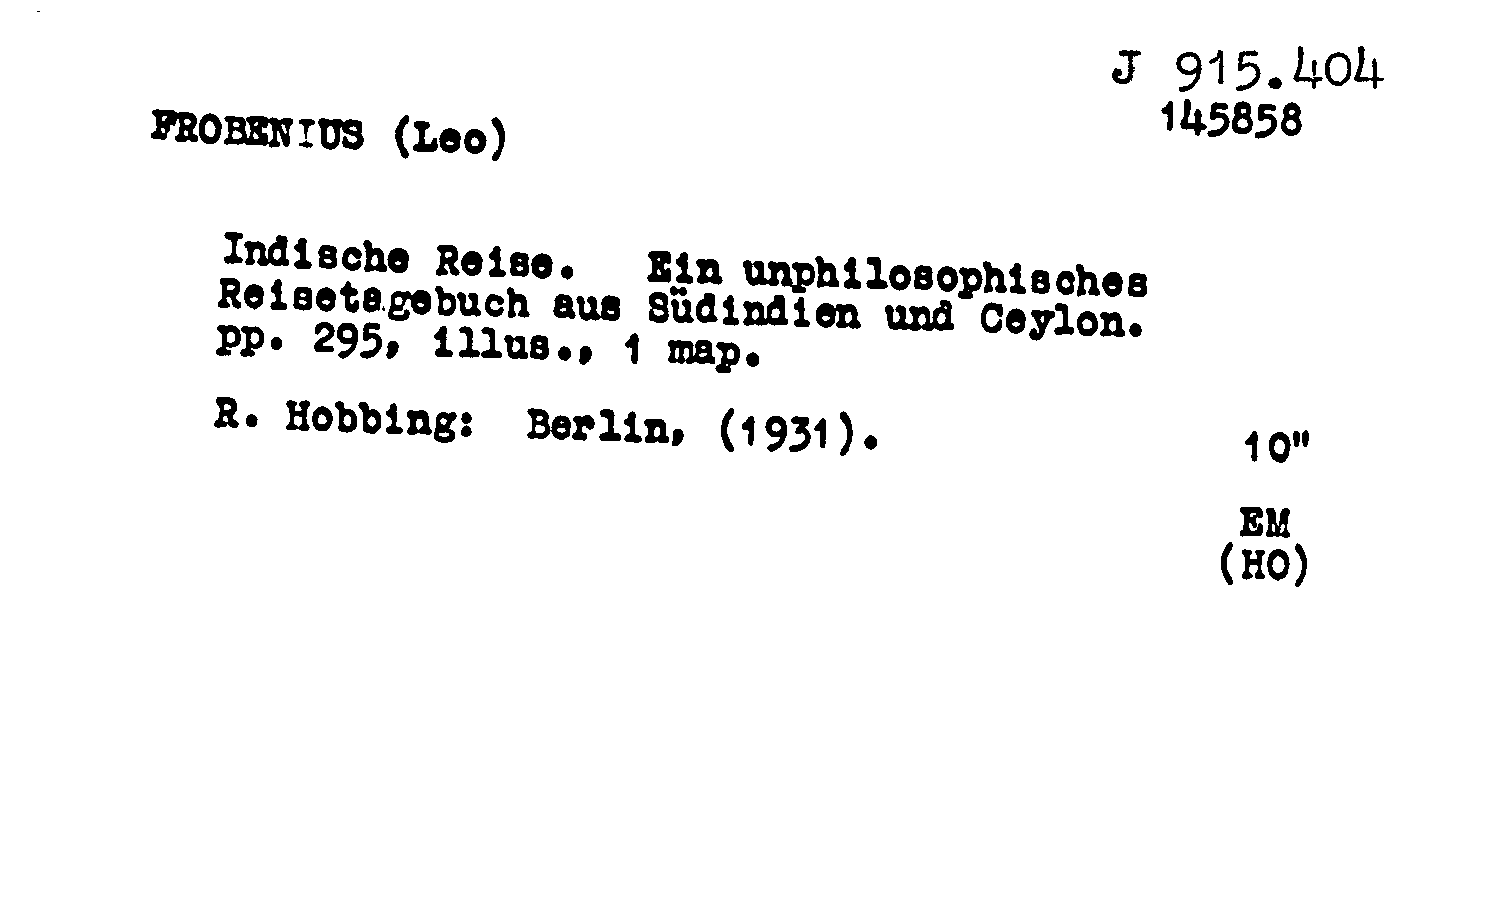 J 915.404
145858
FROBENIUS (Leo)
Indische Reise. Ein unphilosophisches
Reisetagebuch aus Südindien und Ceylon.
pp. 295, illus., 1 map.
R. Hobbing: Berlin, (1931).
10"
EM
(HO)